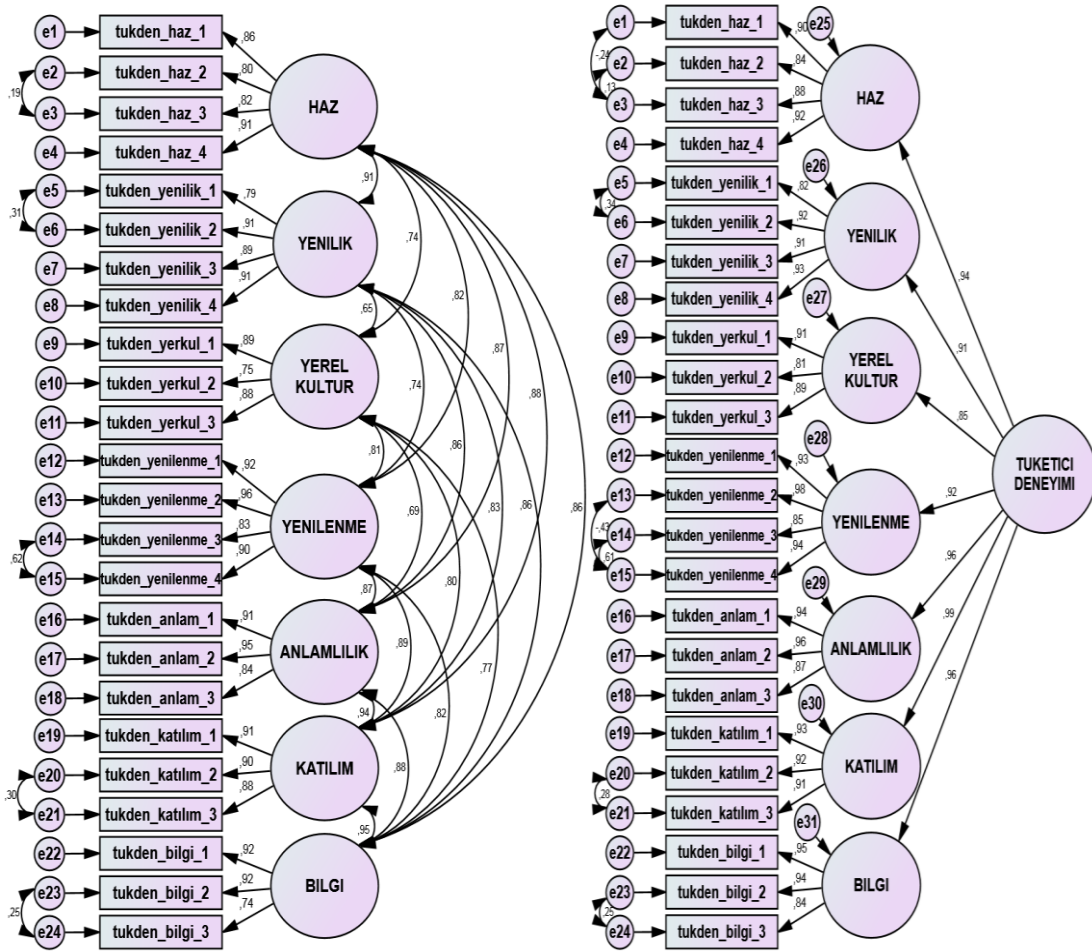 e1
tukden_haz_1
,86
e2
tukden_haz_2
,80
,19
e3
tukden_haz_3
,82
HAZ
e4
tukden_haz_4
,91
e5
tukden_yenilik_1
,79
,91
,31
e6
tukden_yenilik_2
,91
YENILIK
,74
e7
tukden_yenilik_3
,89
e8
tukden_yenilik_4
,91
,82
,65
e9
tukden_yerkul_1
,89
,87
,88
e10
tukden_yerkul_2
,75
YEREL
KULTUR
,74
e11
tukden_yerkul_3
,88
,86
e12
tukden_yenilenme_1
,92
,81
e13
tukden_yenilenme_2
,96
,69
,83
,86
,86
e14
tukden_yenilenme_3
,83
YENILENME
,62
e15
tukden_yenilenme_4
,90
,87
,80
e16
tukden_anlam_1
,91
e17
tukden_anlam_2
,95
ANLAMLILIK
,89
,77
e18
tukden_anlam_3
,84
,94
,82
e19
tukden_katılım_1
,91
e20
tukden_katılım_2
,90
KATILIM
,88
,30
e21
tukden_katılım_3
,88
,95
e22
tukden_bilgi_1
,92
e23
tukden_bilgi_2
,92
BILGI
,25
e24
tukden_bilgi_3
,74
e1
tukden_haz_1
,90
e25
-,24
e2
tukden_haz_2
,84
,13
e3
tukden_haz_3
,88
HAZ
e4
tukden_haz_4
,92
e26
e5
tukden_yenilik_1
,82
,34
e6
tukden_yenilik_2
,92
YENILIK
e7
tukden_yenilik_3
,91
e8
tukden_yenilik_4
,93
e27
,94
e9
tukden_yerkul_1
,91
,91
e10
tukden_yerkul_2
,81
YEREL
KULTUR
e11
tukden_yerkul_3
,89
,85
e28
e12
tukden_yenilenme_1
,93
e13
tukden_yenilenme_2
,98
TUKETICI
DENEYIMI
-,43
e14
tukden_yenilenme_3
,85
YENILENME
,92
,61
e15
tukden_yenilenme_4
,94
e29
,96
e16
tukden_anlam_1
,94
,99
e17
tukden_anlam_2
,96
ANLAMLILIK
,96
e18
tukden_anlam_3
,87
e30
e19
tukden_katılım_1
,93
e20
tukden_katılım_2
,92
KATILIM
,28
e21
tukden_katılım_3
,91
e31
e22
tukden_bilgi_1
,95
e23
tukden_bilgi_2
,94
BILGI
,25
e24
tukden_bilgi_3
,84